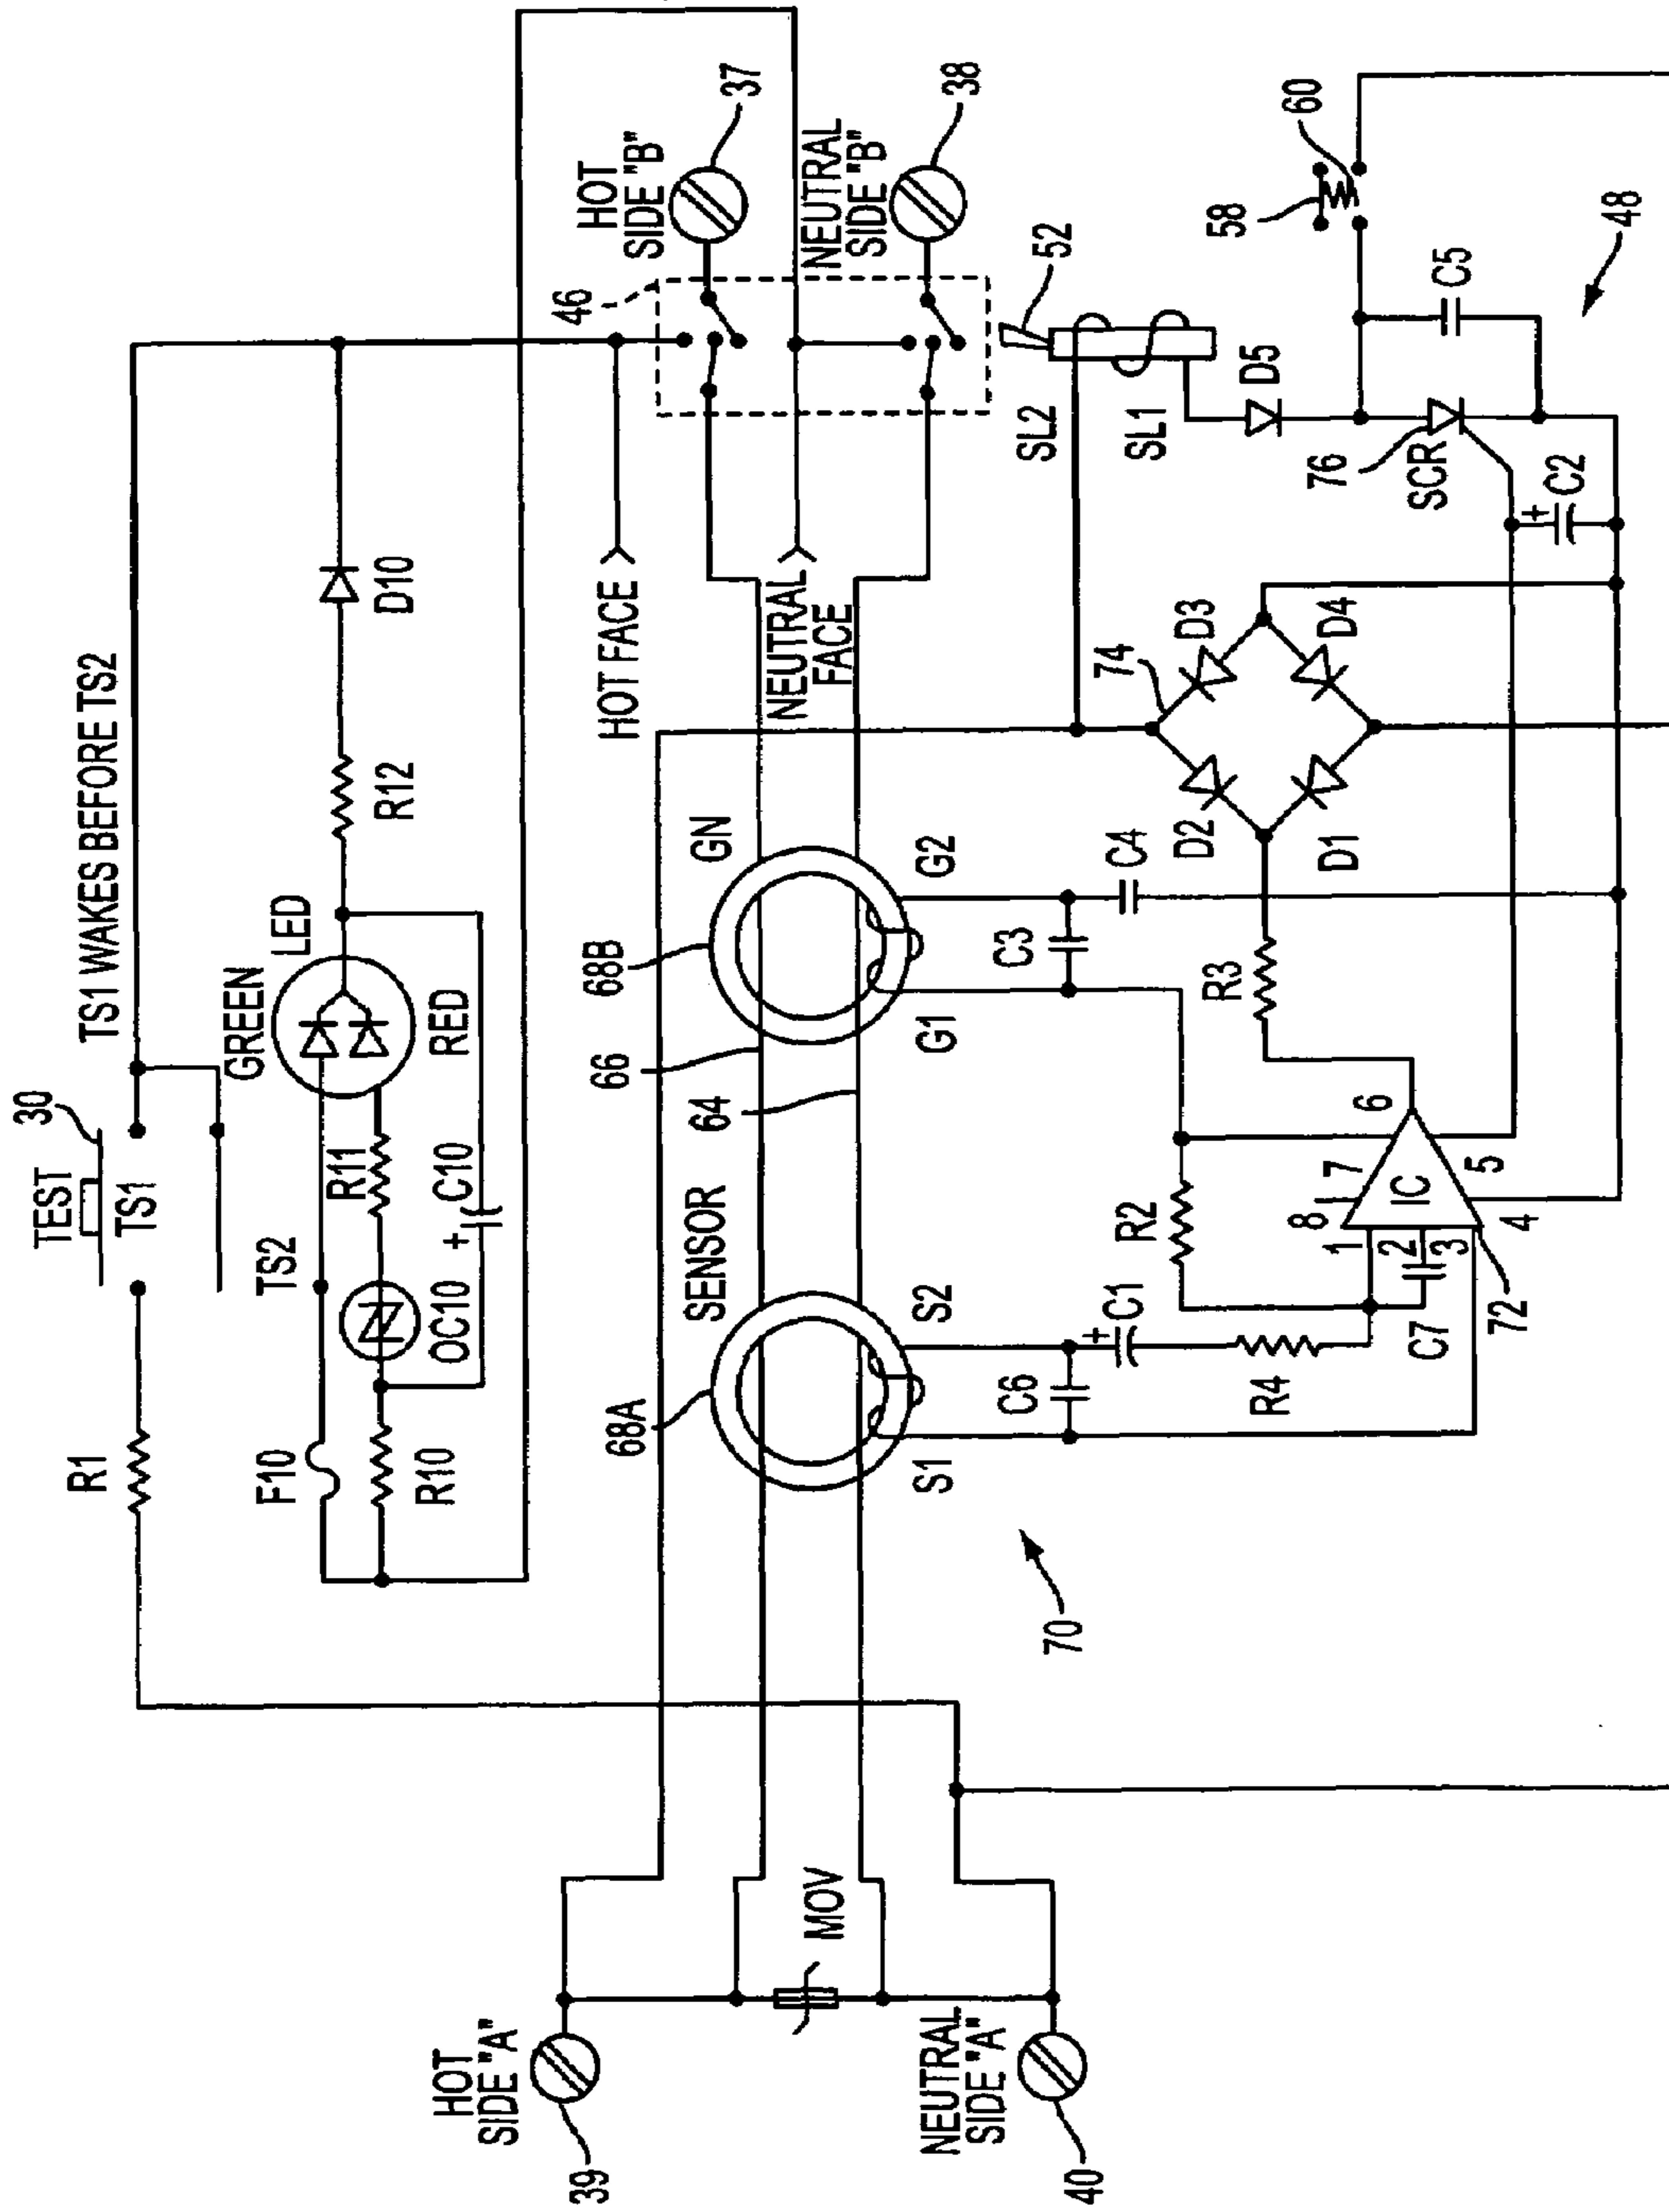 TEST
30
TS1
TS1 WAKES BEFORE TS2
R1
TS2
F10
GREEN
LED
R11
RED
R12
D10
R10
OC10
+
C10
HOT
SIDE "A"
39
MOV
NEUTRAL
SIDE "A"
40
68A
SENSOR
66
64
68B
GN
HOT FACE
NEUTRAL
FACE
46
HOT
SIDE "B"
37
NEUTRAL
SIDE "B"
38
S1
S2
G1
G2
70
C6
+
C1
R4
R2
C3
C4
C7
8
7
6
1
2
3
IC
5
4
72
R3
74
D2
D3
D1
D4
SL2
SL1
52
D5
76
SCR
+
C2
C5
58
60
48